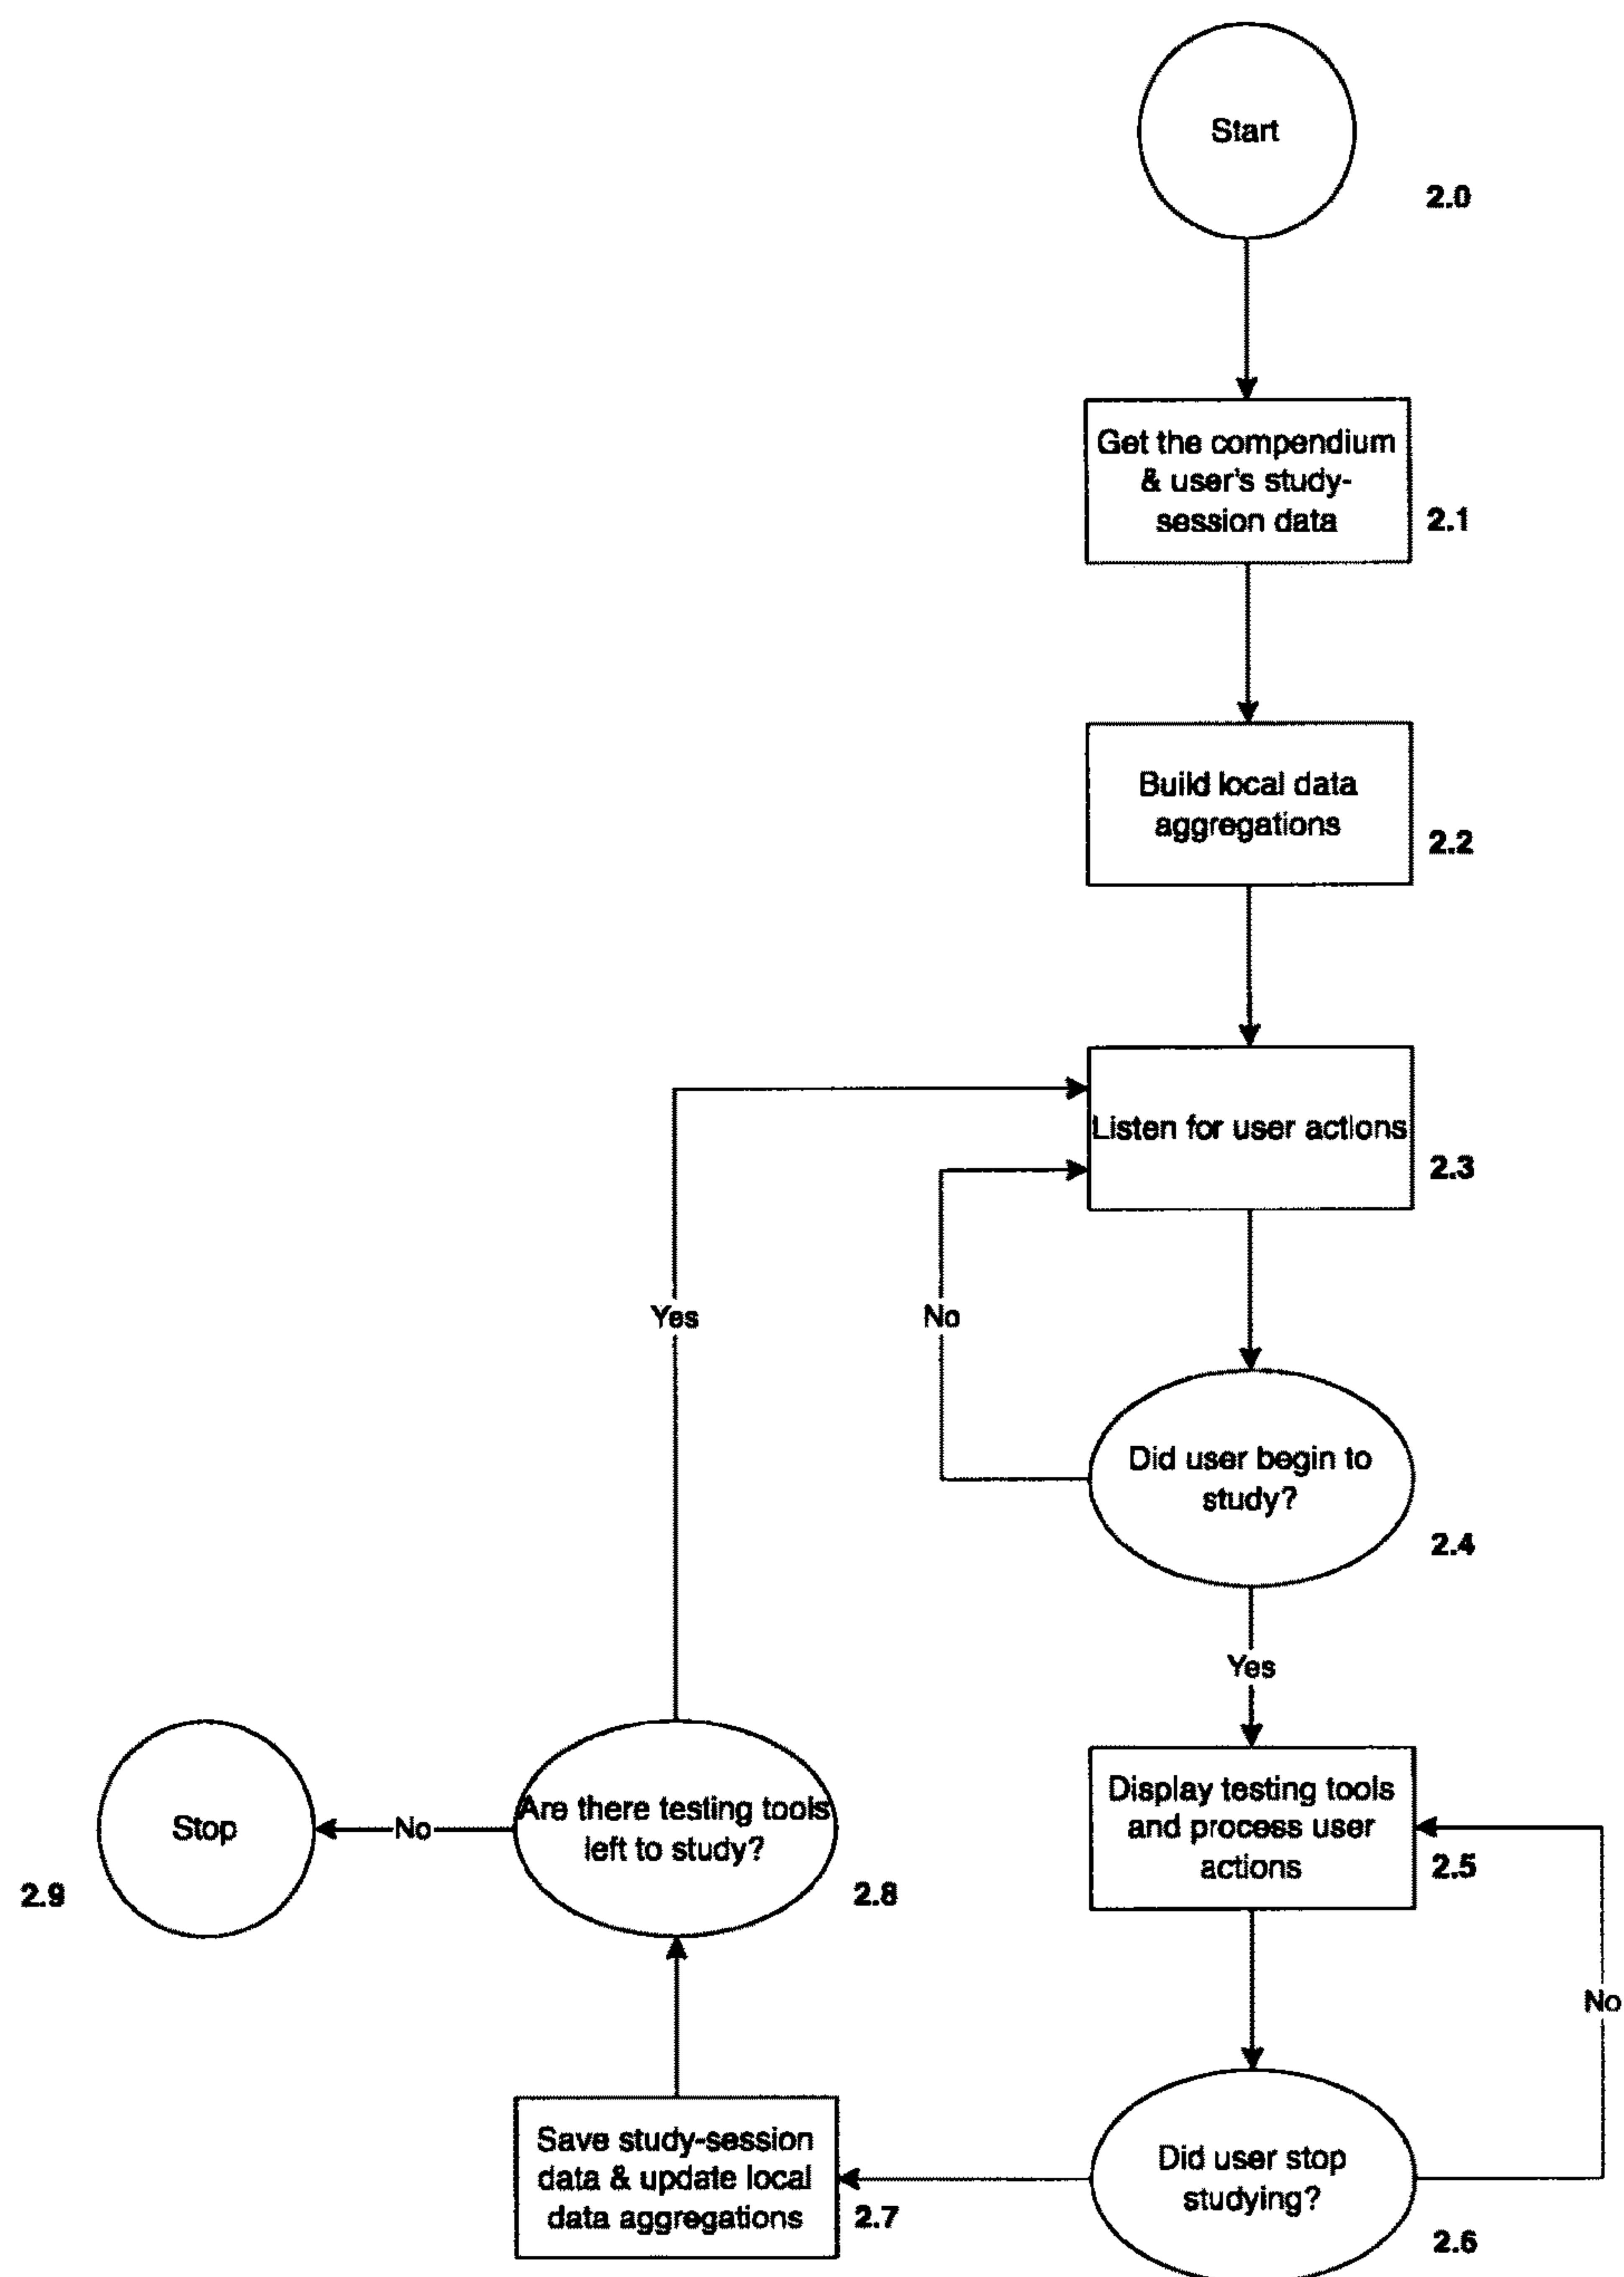 Start
2.0
Get the compendium
& user's study-
session data
2.1
Build local data
aggregations
2.2
Listen for user actions
2.3
Yes
No
Did user begin to
study?
2.4
Yes
Display testing tools
and process user
actions
2.5
Stop
No
Are there testing tools
left to study?
2.9
2.8
No
Save study-session
data & update local
data aggregations
2.7
Did user stop
studying?
2.6